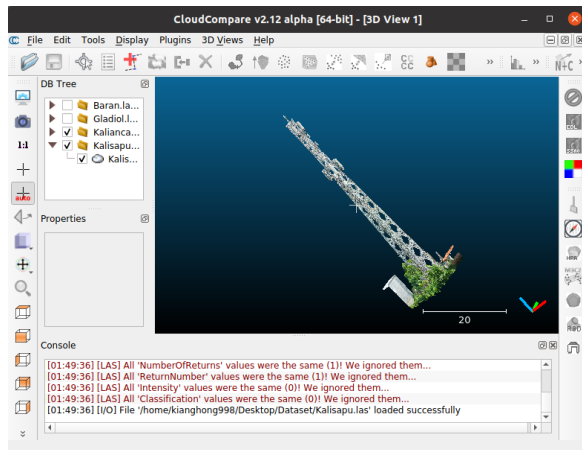 CloudCompare v2.12 alpha [64-bit] - [3D View 1]
File Edit Tools Display Plugins 3D Views Help
DB Tree
Baran.la...
Gladiol.l...
Kalianca...
Kalisapu...
Kalis...
1:1
auto
Properties
20
Console
[01:49:36] [LAS] All 'NumberOfReturns' values were the same (1)! We ignored them...
[01:49:36] [LAS] All 'ReturnNumber' values were the same (1)! We ignored them...
[01:49:36] [LAS] All 'Intensity' values were the same (0)! We ignored them...
[01:49:36] [LAS] All 'Classification' values were the same (0)! We ignored them...
[01:49:36] [I/O] File '/home/kianghong998/Desktop/Dataset/Kalisapu.las' loaded successfully